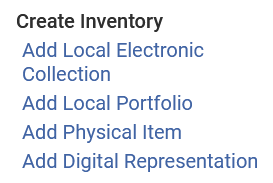 Create Inventory
Add Local Electronic
Collection
Add Local Portfolio
Add Physical Item
Add Digital Representation